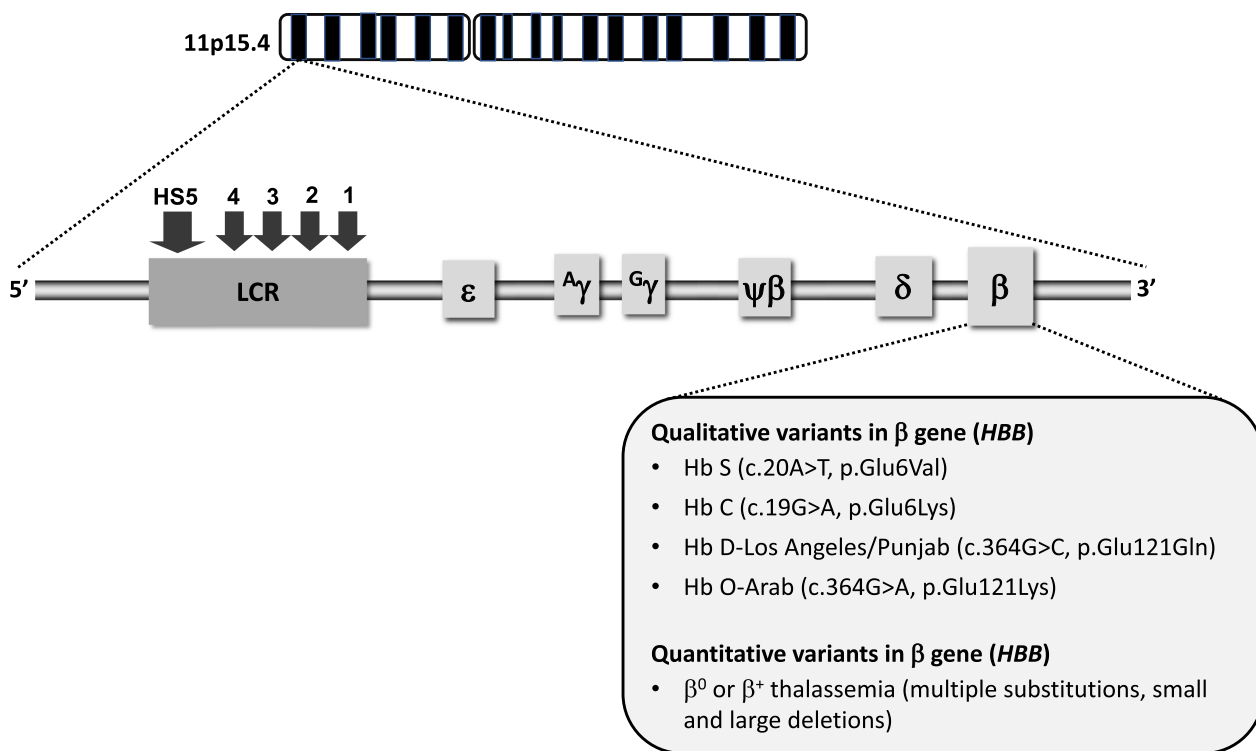 11p15.4
HS5 4 3 2 1
5’ LCR ε ᴬγ ᴳγ ψβ δ β 3’
Qualitative variants in β gene (HBB)
• Hb S (c.20A>T, p.Glu6Val)
• Hb C (c.19G>A, p.Glu6Lys)
• Hb D-Los Angeles/Punjab (c.364G>C, p.Glu121Gln)
• Hb O-Arab (c.364G>A, p.Glu121Lys)
Quantitative variants in β gene (HBB)
• β⁰ or β⁺ thalassemia (multiple substitutions, small
and large deletions)